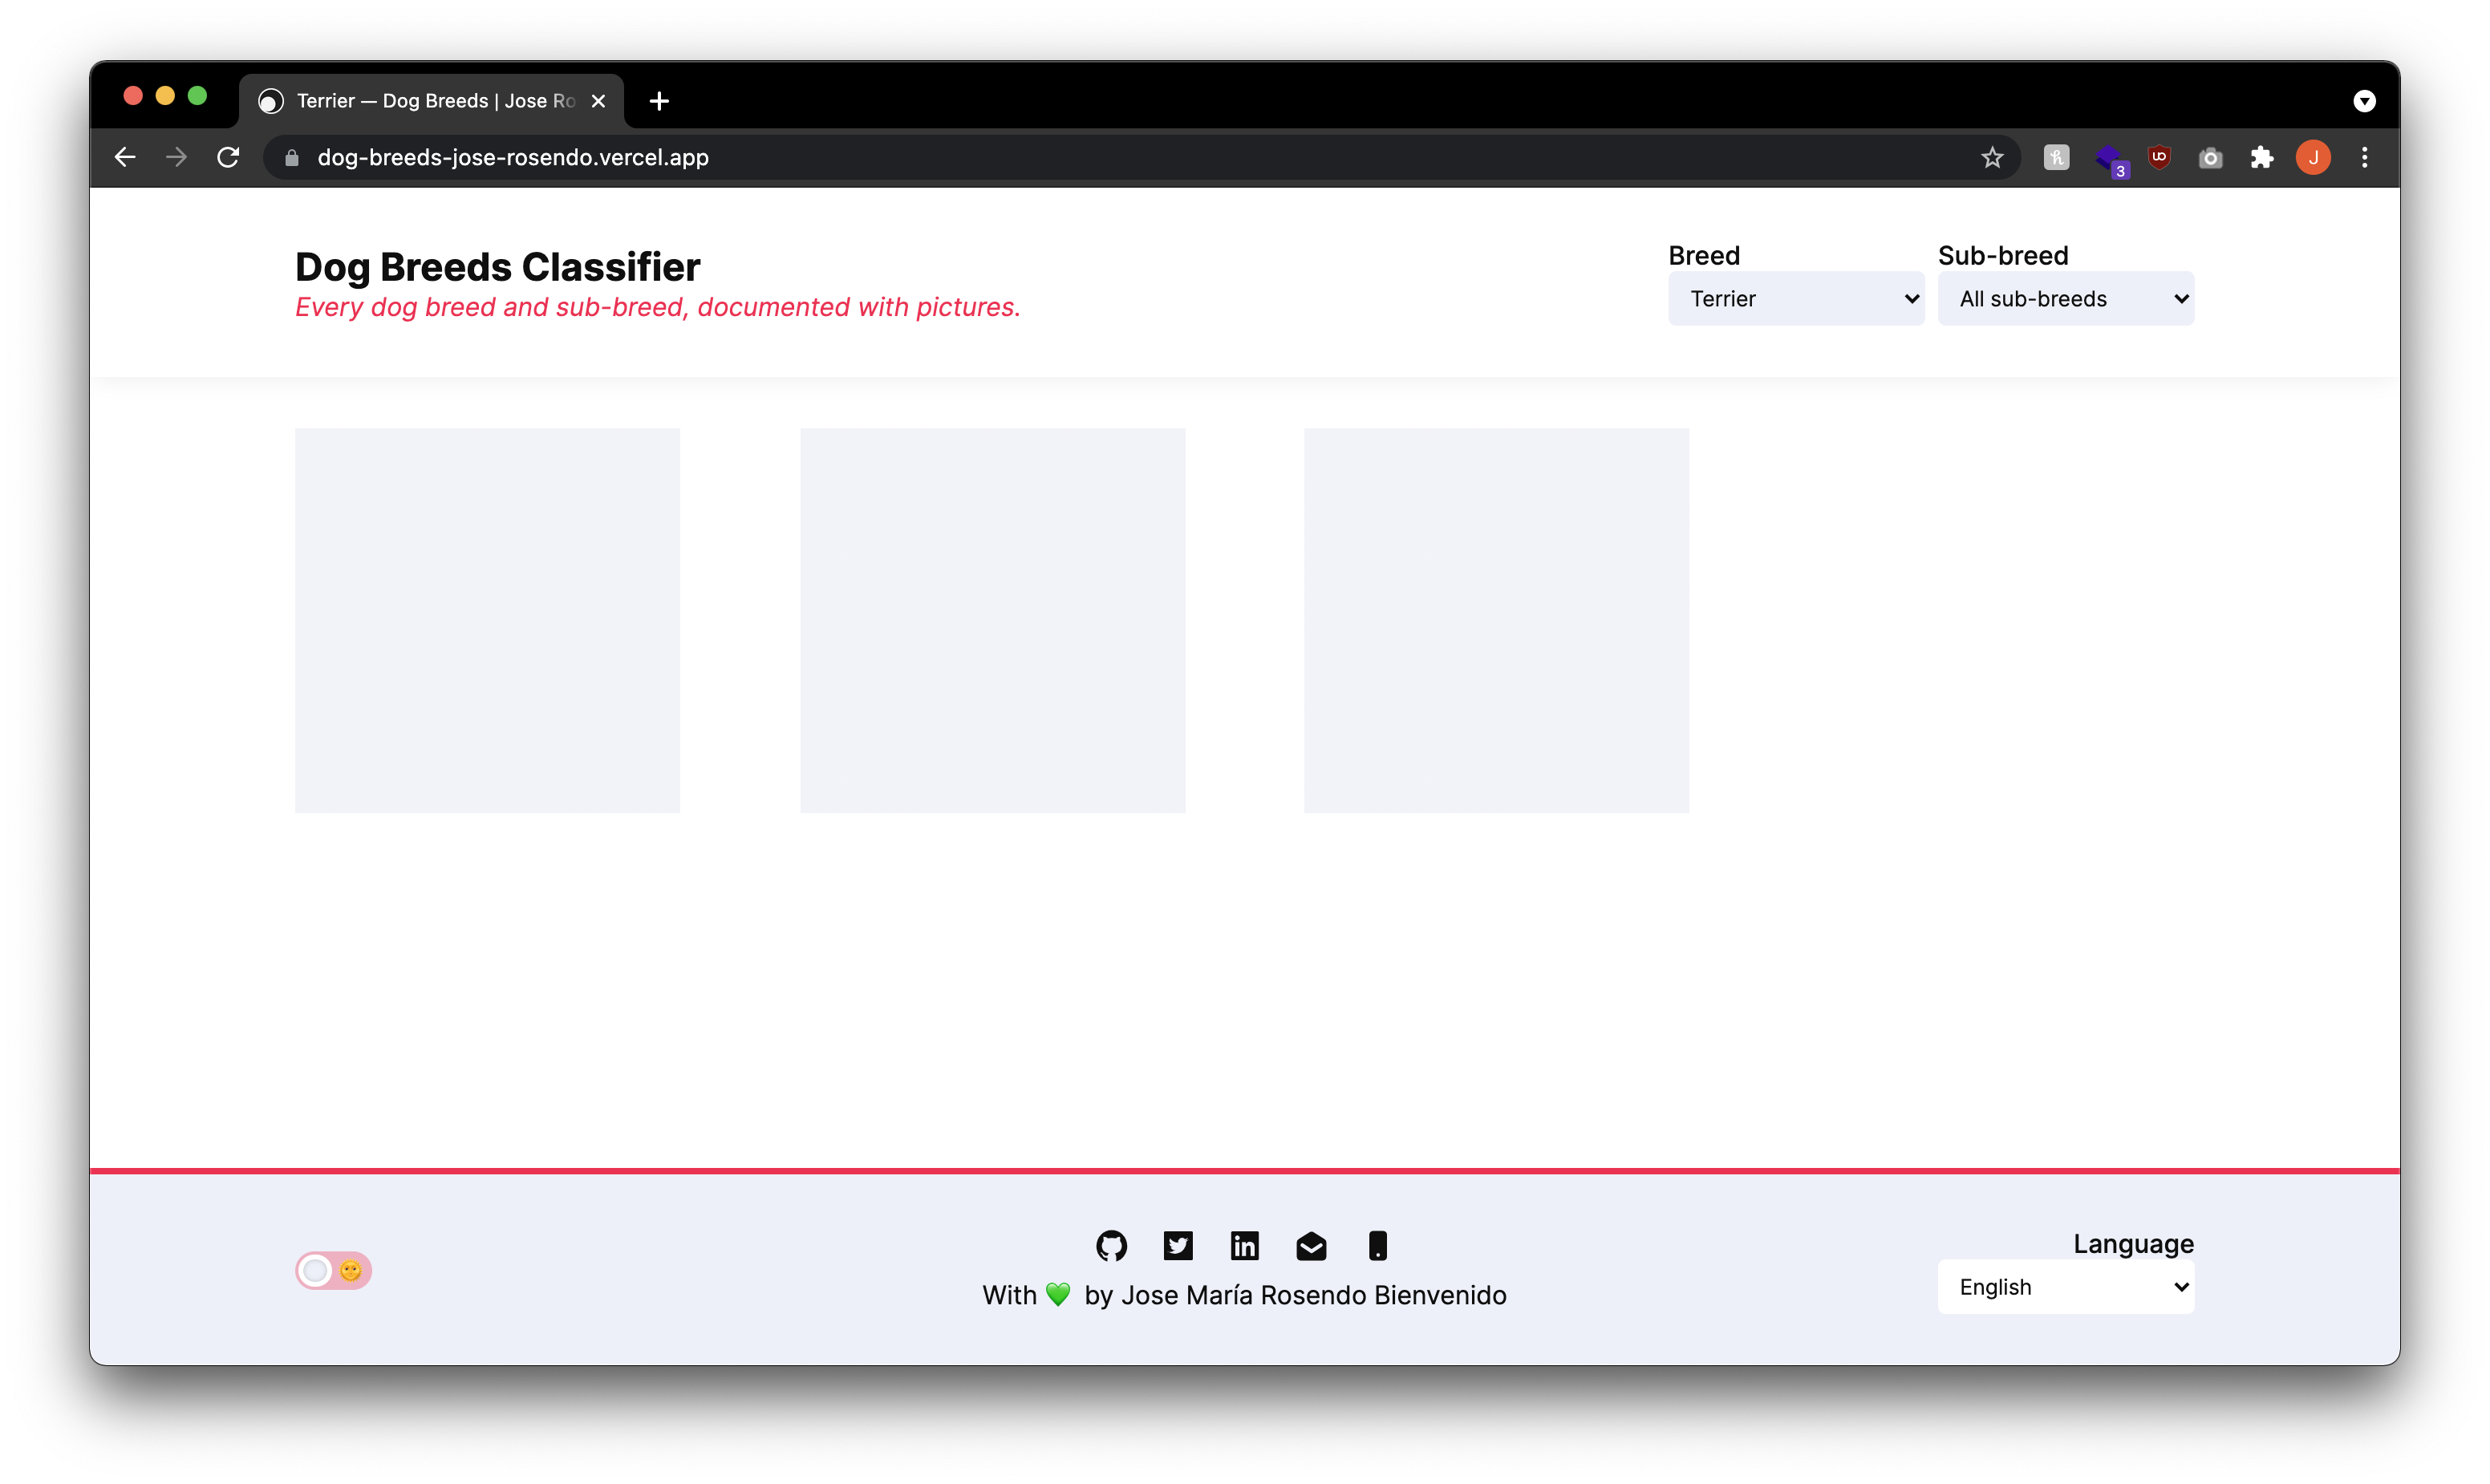 Terrier — Dog Breeds | Jose Ro
dog-breeds-jose-rosendo.vercel.app
3
J
Dog Breeds Classifier
Every dog breed and sub-breed, documented with pictures.
Breed
Sub-breed
Terrier
All sub-breeds
With 💚 by Jose María Rosendo Bienvenido
Language
English